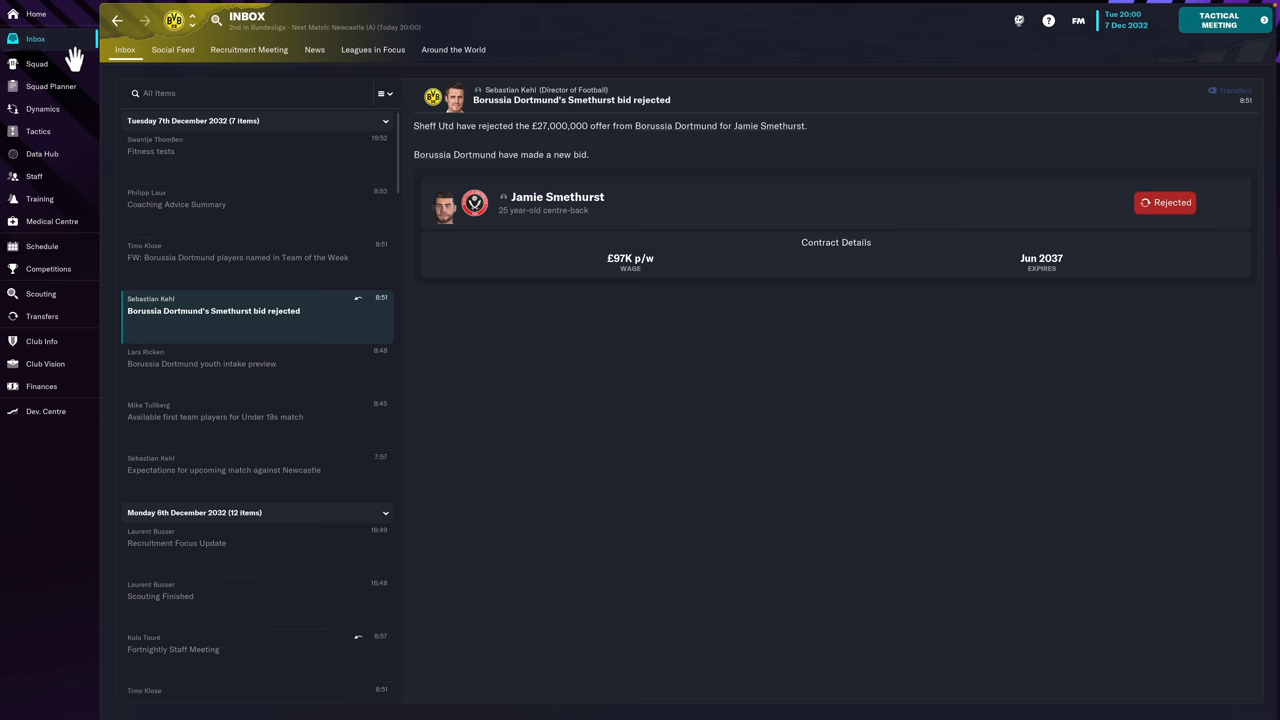 Home
Inbox
Squad
Squad Planner
Dynamics
Tactics
Data Hub
Staff
Training
Medical Centre
Schedule
Competitions
Scouting
Transfers
Club Info
Club Vision
Finances
Dev. Centre
INBOX
2nd in Bundesliga - Next Match: Newcastle (A) (Today 20:00)
FM
Tue 20:00
7 Dec 2032
TACTICAL
MEETING
Inbox Social Feed Recruitment Meeting News Leagues in Focus Around the World
All Items
Tuesday 7th December 2032 (7 items)
Swantje Thomßen 19:52
Fitness tests
Philipp Laux 8:53
Coaching Advice Summary
Timo Klose 8:51
FW: Borussia Dortmund players named in Team of the Week
Sebastian Kehl 8:51
Borussia Dortmund's Smethurst bid rejected
Lars Ricken 8:48
Borussia Dortmund youth intake preview
Mike Tullberg 8:45
Available first team players for Under 19s match
Sebastian Kehl 7:57
Expectations for upcoming match against Newcastle
Monday 6th December 2032 (12 items)
Laurent Busser 16:49
Recruitment Focus Update
Laurent Busser 16:48
Scouting Finished
Kolo Touré 8:57
Fortnightly Staff Meeting
Timo Klose 8:51
Sebastian Kehl (Director of Football)
Borussia Dortmund's Smethurst bid rejected
Transfers
8:51
Sheff Utd have rejected the £27,000,000 offer from Borussia Dortmund for Jamie Smethurst.
Borussia Dortmund have made a new bid.
Jamie Smethurst
25 year-old centre-back
Rejected
Contract Details
£97K p/w Jun 2037
WAGE EXPIRES